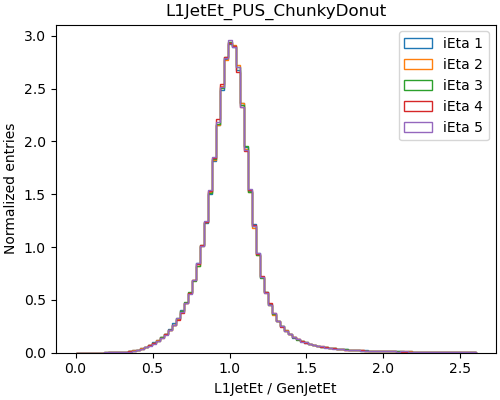 L1JetEt_PUS_ChunkyDonut
3.0
2.5
2.0
1.5
1.0
0.5
0.0
Normalized entries
iEta 1
iEta 2
iEta 3
iEta 4
iEta 5
0.0 0.5 1.0 1.5 2.0 2.5
L1JetEt / GenJetEt